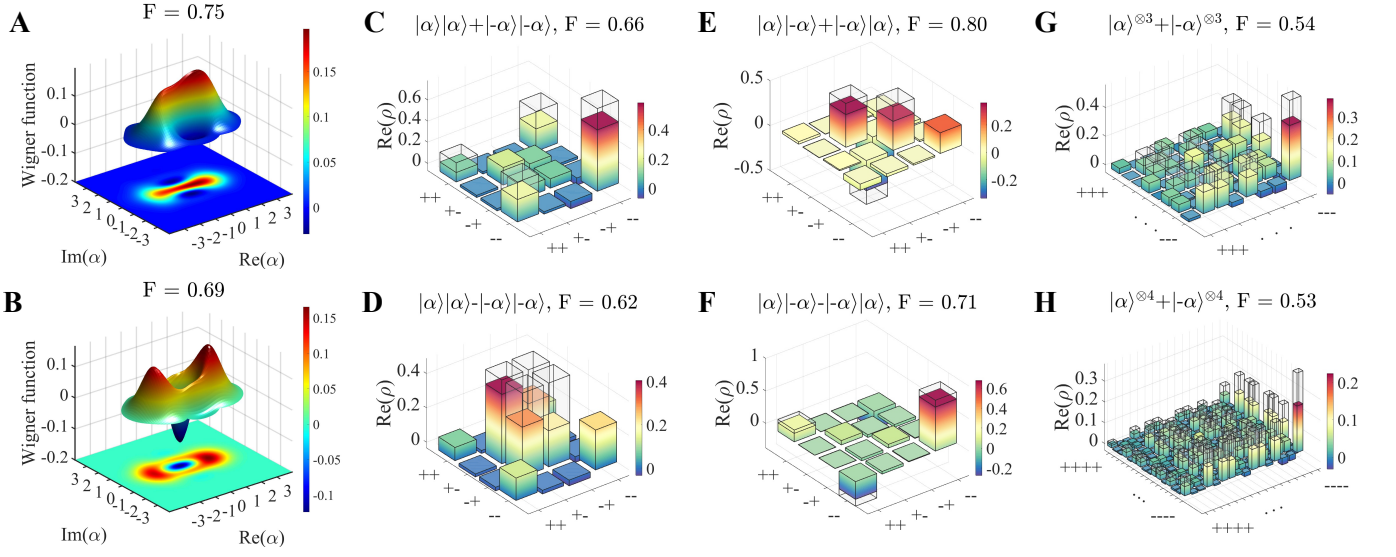 A
F = 0.75
Wigner function
0.1
0
-0.1
-0.2
3 2 1 0 -1 -2 -3
Im(α)
-3 -2 -1 0 1 2 3
Re(α)
0.15
0.1
0.05
0
B
F = 0.69
Wigner function
0.1
0
-0.1
-0.2
3 2 1 0 -1 -2 -3
Im(α)
-3 -2 -1 0 1 2 3
Re(α)
0.15
0.1
0.05
0
-0.05
-0.1
C
|α⟩|α⟩+|-α⟩|-α⟩, F = 0.66
Re(ρ)
0.6
0.4
0.2
0
++ +- -+ --
++ +- -+ --
0.4
0.2
0
D
|α⟩|α⟩-|-α⟩|-α⟩, F = 0.62
Re(ρ)
0.4
0.2
0
++ +- -+ --
++ +- -+ --
0.4
0.2
0
E
|α⟩|-α⟩+|-α⟩|α⟩, F = 0.80
Re(ρ)
0.5
0
-0.5
++ +- -+ --
++ +- -+ --
0.2
0
-0.2
F
|α⟩|-α⟩-|-α⟩|α⟩, F = 0.71
Re(ρ)
1
0.5
0
++ +- -+ --
++ +- -+ --
0.6
0.4
0.2
0
-0.2
G
|α⟩⊗3+|-α⟩⊗3, F = 0.54
Re(ρ)
0.4
0.2
0
+++ . . . ---
+++ . . . ---
0.3
0.2
0.1
0
H
|α⟩⊗4+|-α⟩⊗4, F = 0.53
Re(ρ)
0.3
0.2
0.1
0
++++ ... ----
++++ ... ----
0.2
0.1
0